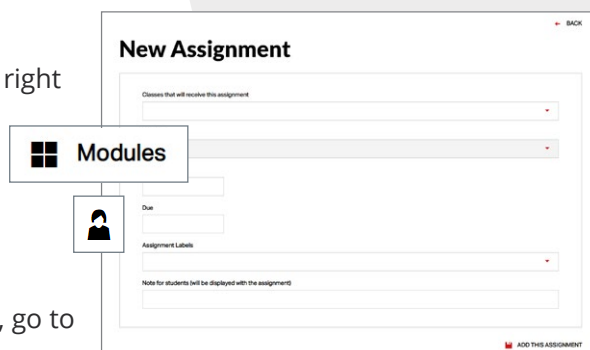 ← BACK
New Assignment
right
Classes that will receive this assignment
Modules
Due
Assignment Labels
Note for students (will be displayed with the assignment)
, go to
ADD THIS ASSIGNMENT